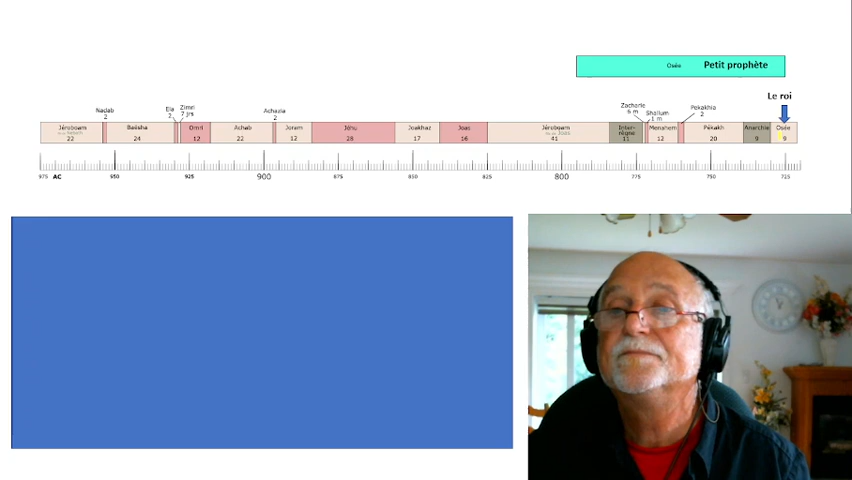 Osée Petit prophète
Le roi
Nadab
2
Ela
2
Zimri
7 jrs
Achazia
2
Zacharie
6 m
Shallum
1 m
Pekakhia
2
Jéroboam
22
Baësha
24
Omri
12
Achab
22
Joram
12
Jéhu
28
Joakhaz
17
Joas
16
Jéroboam
41
Inter-
règne
11
Menahem
12
Pékakh
20
Anarchie
9
Osée
9
975 AC 950 925 900 875 850 825 800 775 750 725